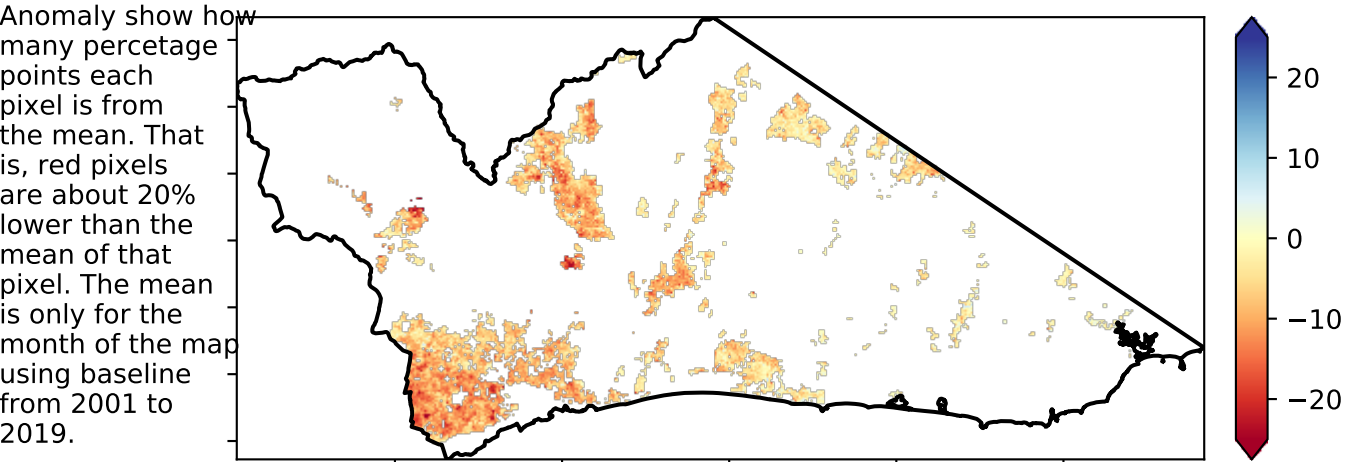 Anomaly show how
many percetage
points each
pixel is from
the mean. That
is, red pixels
are about 20%
lower than the
mean of that
pixel. The mean
is only for the
month of the map
using baseline
from 2001 to
2019.
20
10
0
−10
−20